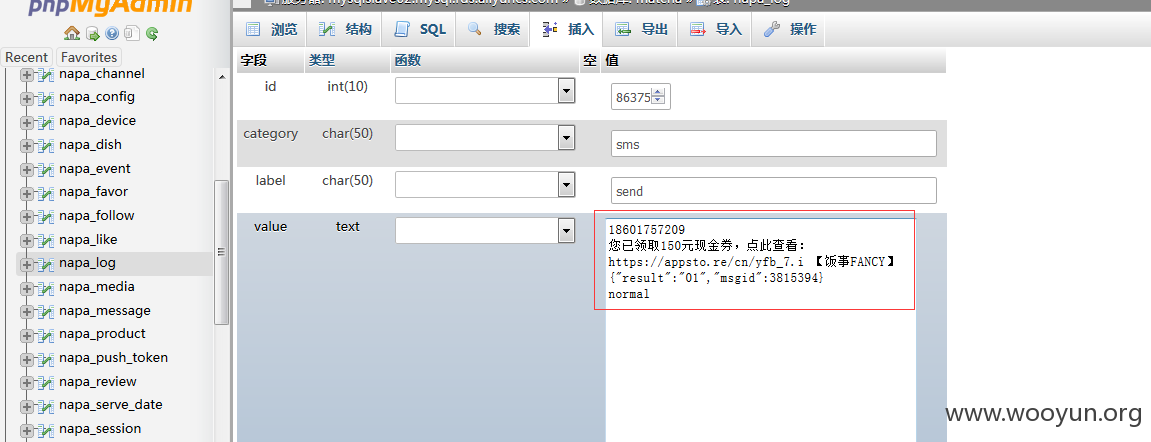 phpMyAdmin
Recent
Favorites
napa_channel
napa_config
napa_device
napa_dish
napa_event
napa_favor
napa_follow
napa_like
napa_log
napa_media
napa_message
napa_product
napa_push_token
napa_review
napa_serve_date
napa_session
浏览
结构
SQL
搜索
插入
导出
导入
操作
字段 类型 函数 空 值
id int(10) 86375
category char(50) sms
label char(50) send
value text
18601757209
您已领取150元现金券，点此查看：
https://appsto.re/cn/yfb_7.i 【饭事FANCY】
{"result":"01","msgid":3815394}
normal
www.wooyun.org